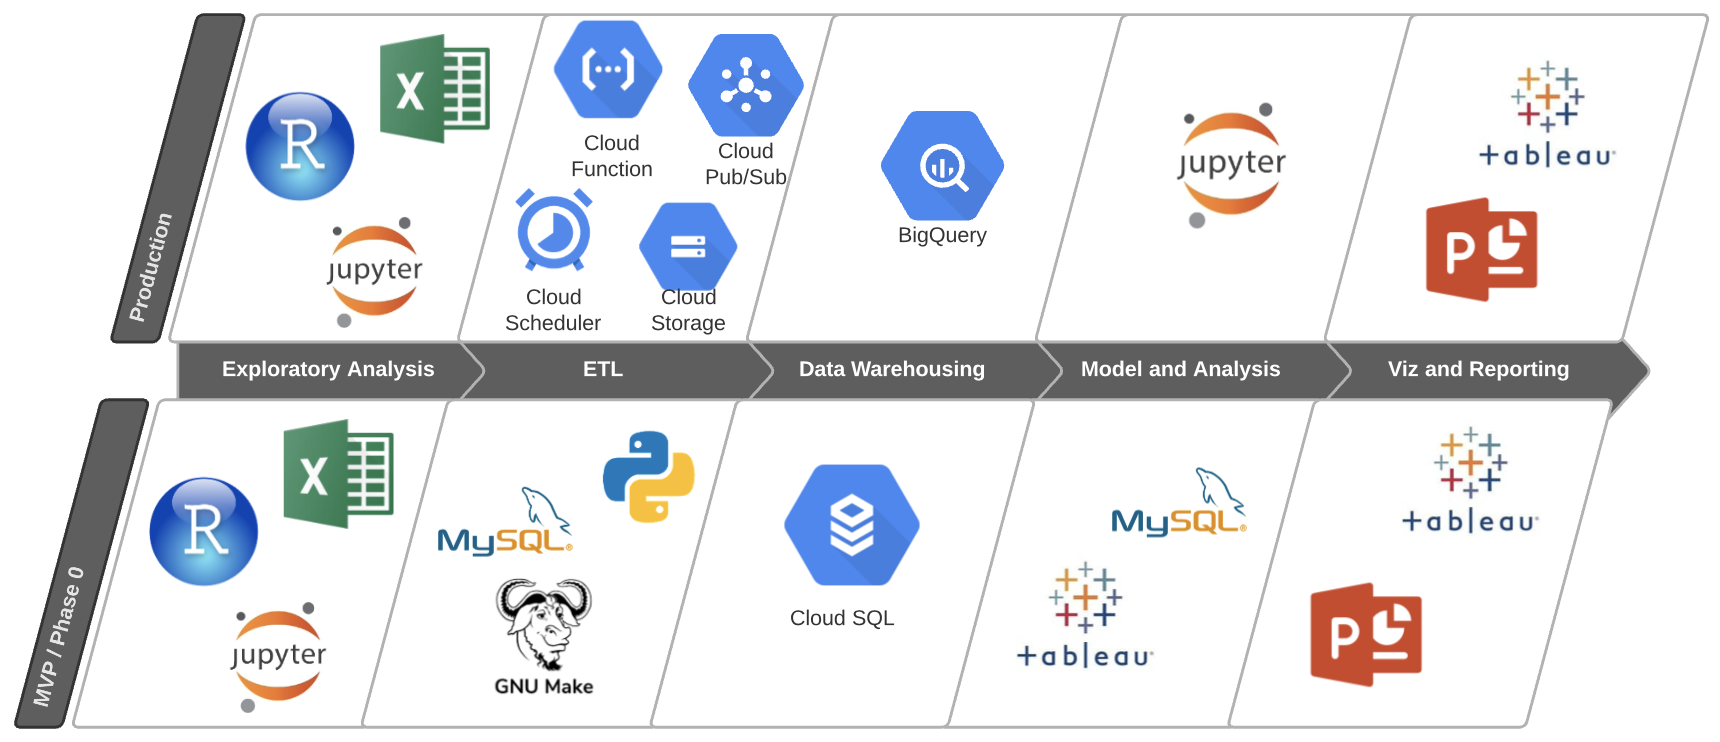 Production
R
X
jupyter
Cloud
Function
Cloud
Pub/Sub
Cloud
Scheduler
Cloud
Storage
BigQuery
jupyter
+ableau®
P
Exploratory Analysis
ETL
Data Warehousing
Model and Analysis
Viz and Reporting
MVP / Phase 0
R
X
jupyter
MySQL®
GNU Make
Cloud SQL
MySQL®
+ableau®
+ableau®
P